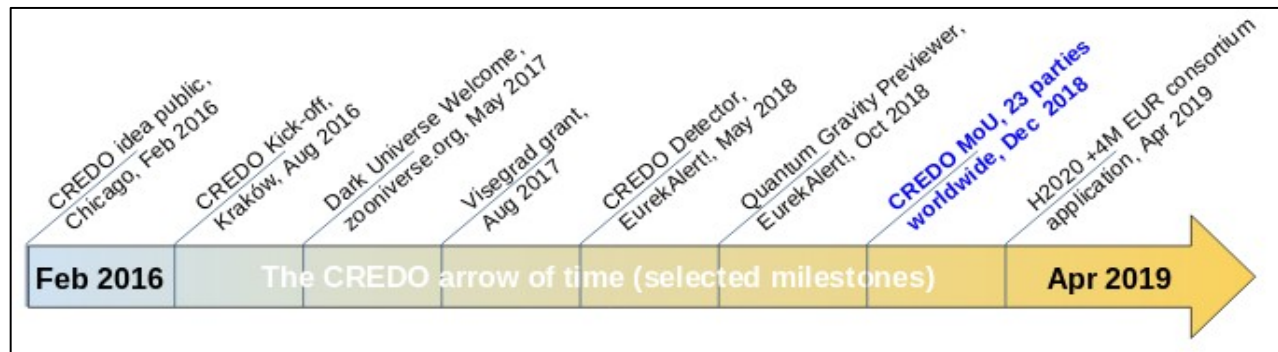 CREDO idea public,
Chicago, Feb 2016
CREDO Kick-off,
Kraków, Aug 2016
Dark Universe Welcome,
zooniverse.org, May 2017
Visegrad grant,
Aug 2017
CREDO Detector,
EurekAlert!, May 2018
Quantum Gravity Previewer,
EurekAlert!, Oct 2018
CREDO MoU, 23 parties
worldwide, Dec 2018
H2020 +4M EUR consortium
application, Apr 2019
Feb 2016
The CREDO arrow of time (selected milestones)
Apr 2019